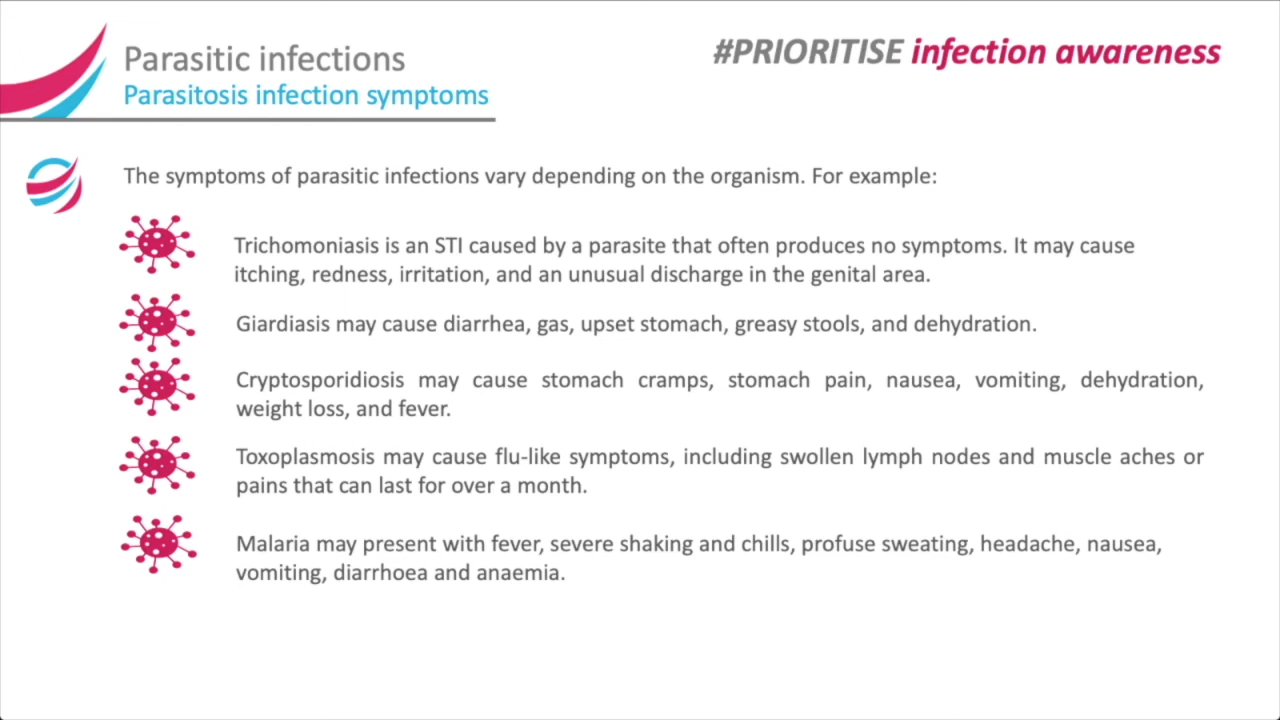 Parasitic infections
#PRIORITISE infection awareness
Parasitosis infection symptoms
The symptoms of parasitic infections vary depending on the organism. For example:
Trichomoniasis is an STI caused by a parasite that often produces no symptoms. It may cause
itching, redness, irritation, and an unusual discharge in the genital area.
Giardiasis may cause diarrhea, gas, upset stomach, greasy stools, and dehydration.
Cryptosporidiosis may cause stomach cramps, stomach pain, nausea, vomiting, dehydration,
weight loss, and fever.
Toxoplasmosis may cause flu-like symptoms, including swollen lymph nodes and muscle aches or
pains that can last for over a month.
Malaria may present with fever, severe shaking and chills, profuse sweating, headache, nausea,
vomiting, diarrhoea and anaemia.